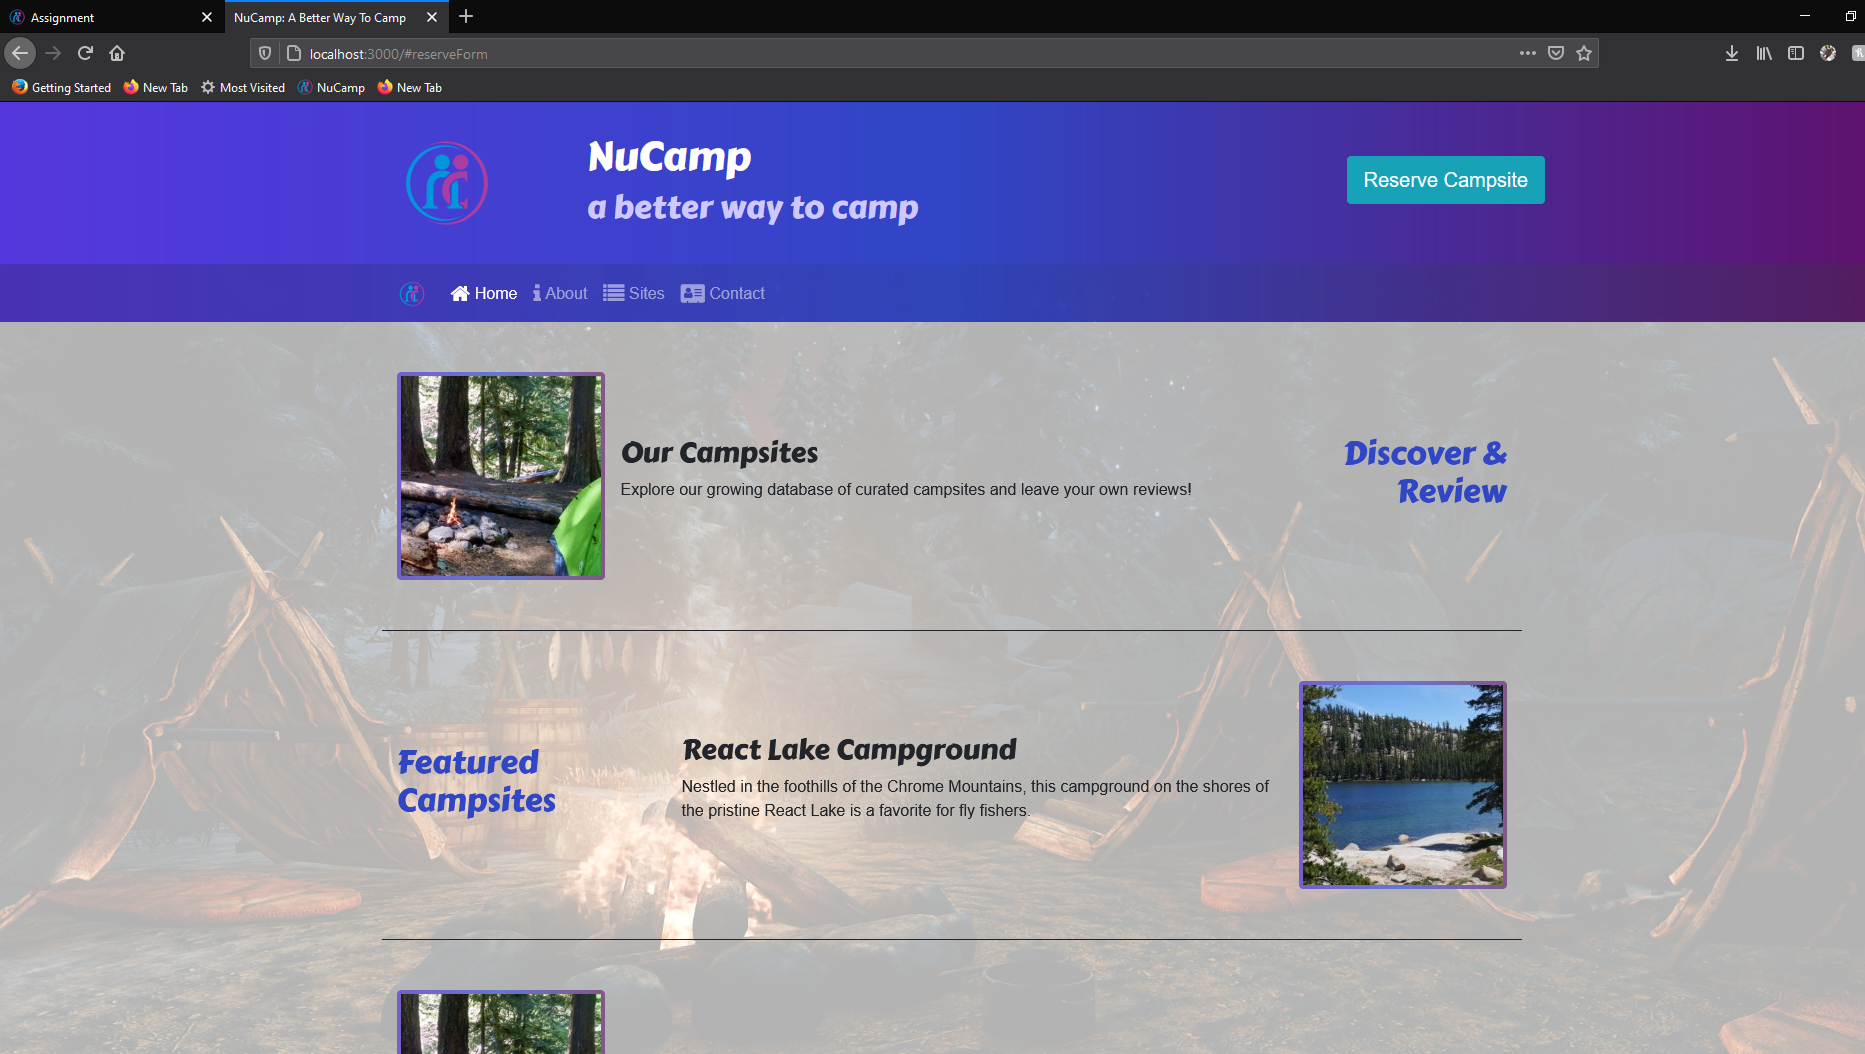 Assignment
NuCamp: A Better Way To Camp
localhost:3000/#reserveForm
Getting Started
New Tab
Most Visited
NuCamp
New Tab
NuCamp
a better way to camp
Reserve Campsite
Home
About
Sites
Contact
Our Campsites
Explore our growing database of curated campsites and leave your own reviews!
Discover &
Review
Featured
Campsites
React Lake Campground
Nestled in the foothills of the Chrome Mountains, this campground on the shores of
the pristine React Lake is a favorite for fly fishers.